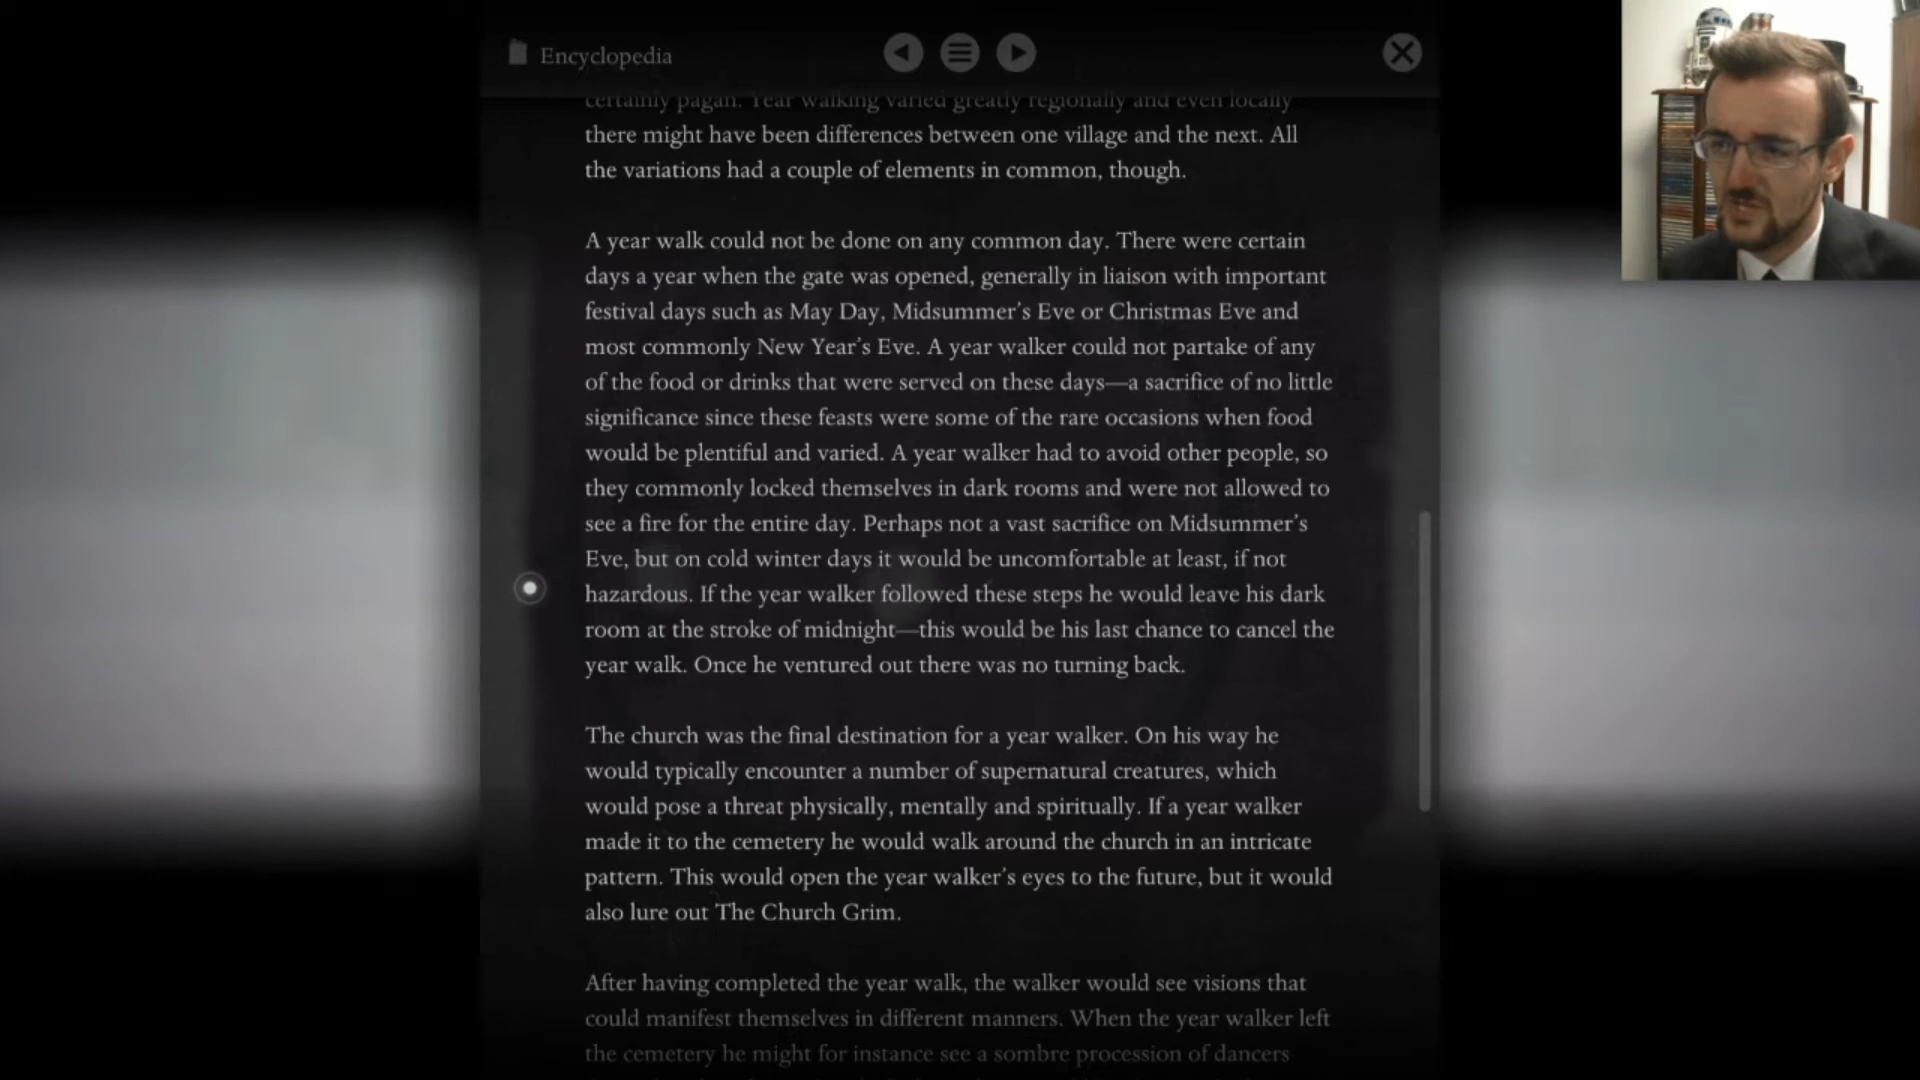 Encyclopedia
certainly pagan. Year walking varied greatly regionally and even locally
there might have been differences between one village and the next. All
the variations had a couple of elements in common, though.
A year walk could not be done on any common day. There were certain
days a year when the gate was opened, generally in liaison with important
festival days such as May Day, Midsummer's Eve or Christmas Eve and
most commonly New Year's Eve. A year walker could not partake of any
of the food or drinks that were served on these days—a sacrifice of no little
significance since these feasts were some of the rare occasions when food
would be plentiful and varied. A year walker had to avoid other people, so
they commonly locked themselves in dark rooms and were not allowed to
see a fire for the entire day. Perhaps not a vast sacrifice on Midsummer's
Eve, but on cold winter days it would be uncomfortable at least, if not
hazardous. If the year walker followed these steps he would leave his dark
room at the stroke of midnight—this would be his last chance to cancel the
year walk. Once he ventured out there was no turning back.
The church was the final destination for a year walker. On his way he
would typically encounter a number of supernatural creatures, which
would pose a threat physically, mentally and spiritually. If a year walker
made it to the cemetery he would walk around the church in an intricate
pattern. This would open the year walker's eyes to the future, but it would
also lure out The Church Grim.
After having completed the year walk, the walker would see visions that
could manifest themselves in different manners. When the year walker left
the cemetery he might for instance see a sombre procession of dancers